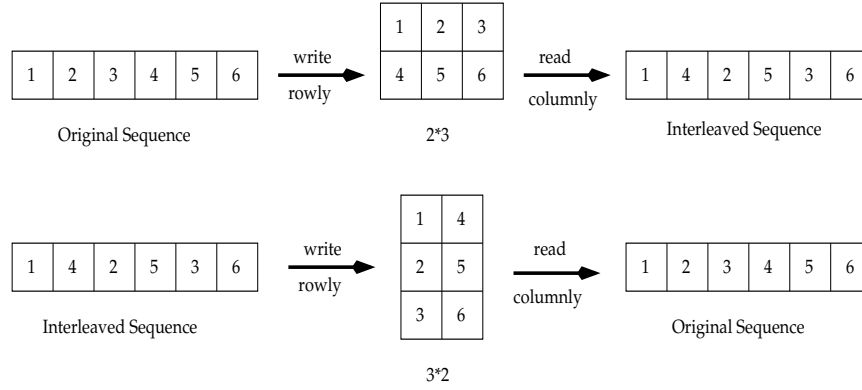 1 2 3 4 5 6
Original Sequence
write
rowly
1 2 3
4 5 6
2*3
read
columnly
1 4 2 5 3 6
Interleaved Sequence
1 4 2 5 3 6
Interleaved Sequence
write
rowly
1 4
2 5
3 6
3*2
read
columnly
1 2 3 4 5 6
Original Sequence